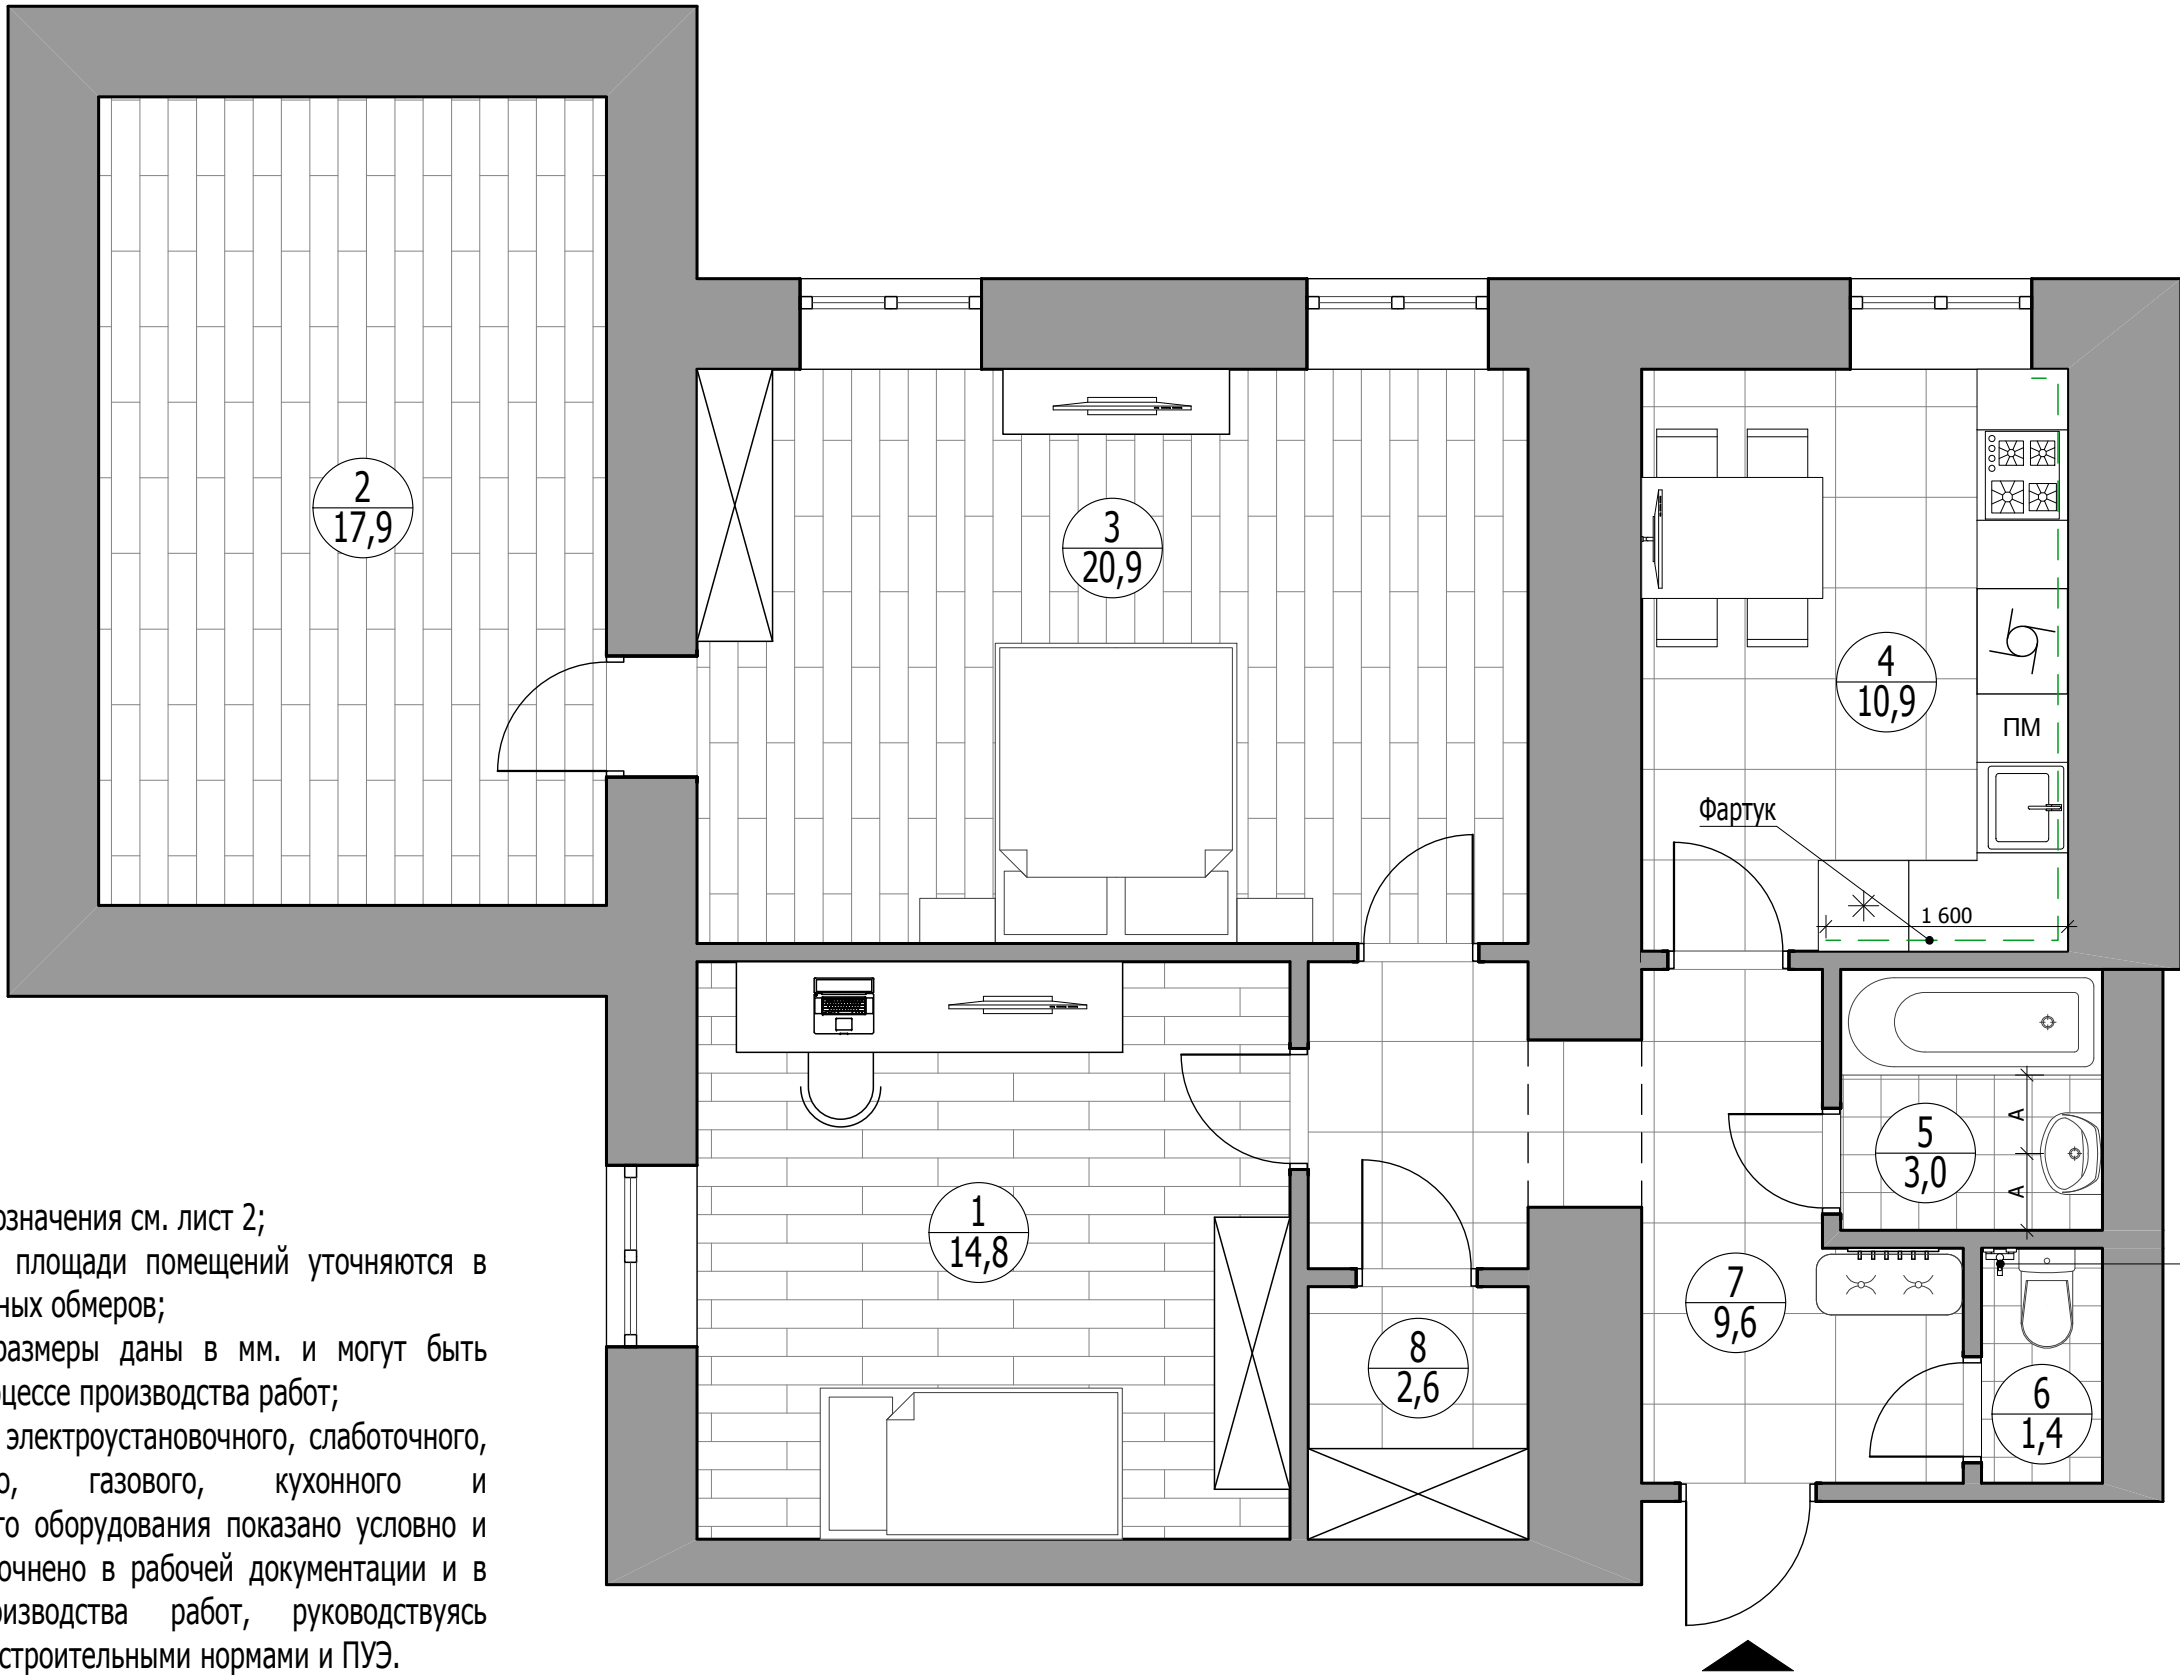 2
17,9
3
20,9
4
10,9
ПМ
Фартук
1 600
5
3,0
А
А
1
14,8
7
9,6
8
2,6
6
1,4
означения см. лист 2;
площади помещений уточняются в
ных обмеров;
размеры даны в мм. и могут быть
цессе производства работ;
электроустановочного, слаботочного,
о, газового, кухонного и
го оборудования показано условно и
очнено в рабочей документации и в
изводства работ, руководствуясь
строительными нормами и ПУЭ.